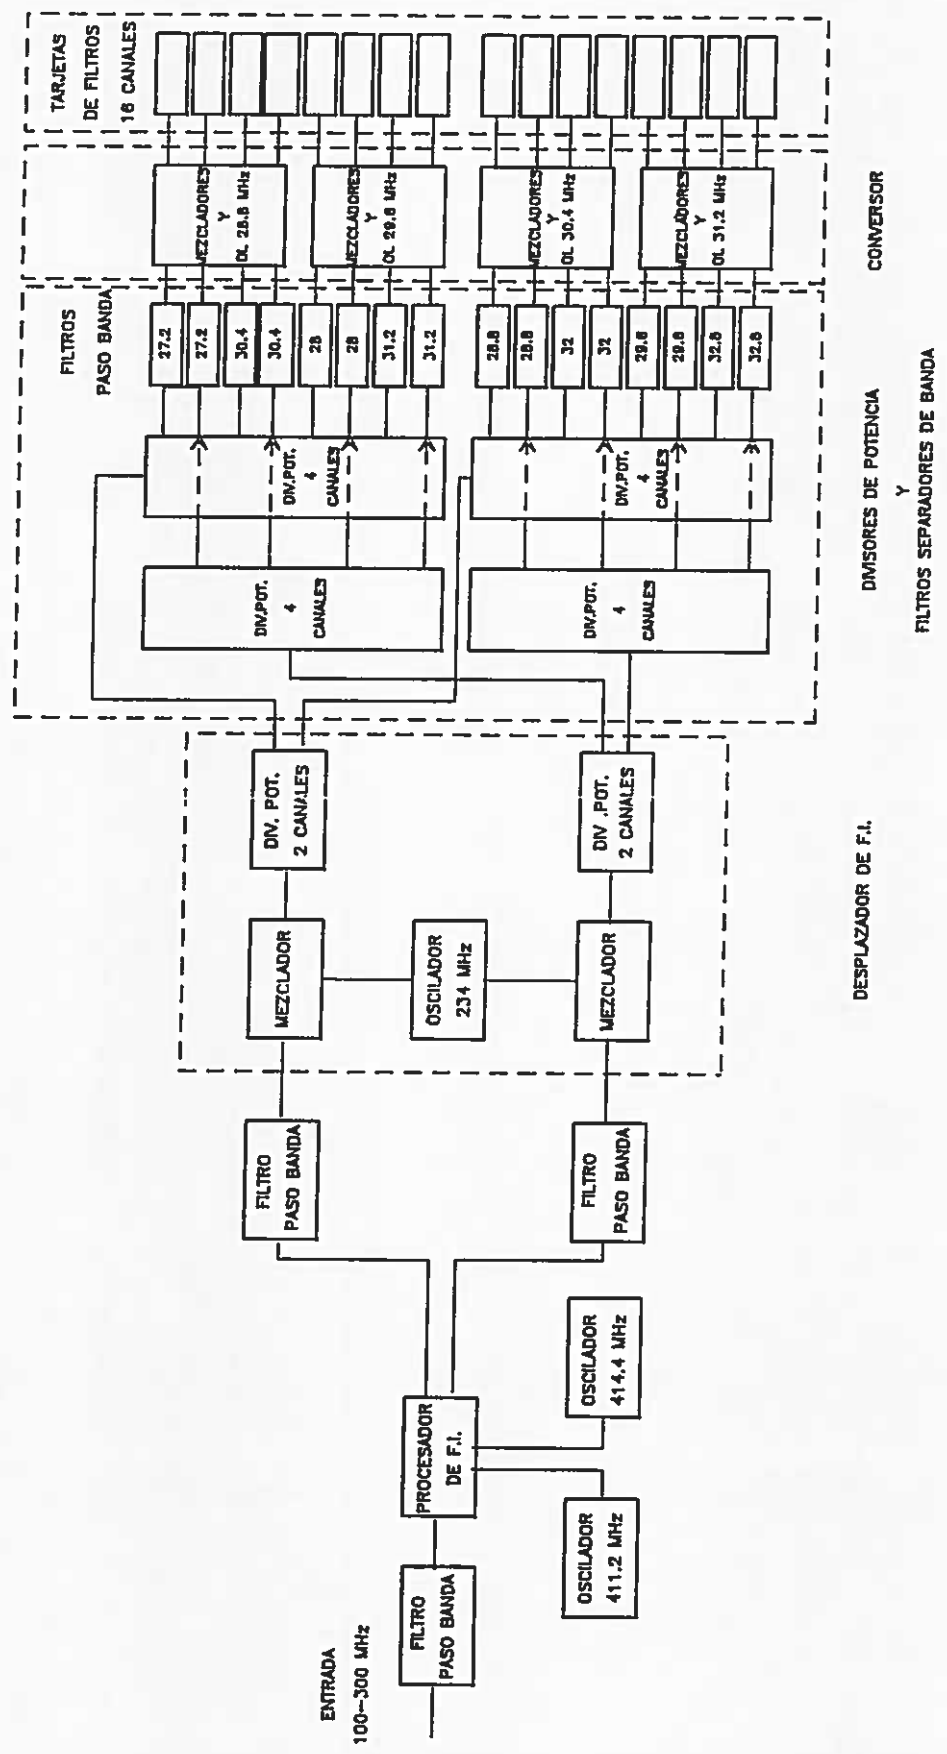 ENTRADA
100-300 MHz
FILTRO
PASO BANDA
PROCESADOR
DE F.I.
OSCILADOR
411.2 MHz
OSCILADOR
414.4 MHz
FILTRO
PASO BANDA
FILTRO
PASO BANDA
MEZCLADOR
OSCILADOR
234 MHz
MEZCLADOR
DIV. POT.
2 CANALES
DIV .POT.
2 CANALES
DESPLAZADOR DE F.I.
DIV.POT.
4
CANALES
DIV.POT.
4
CANALES
DIV.POT.
4
CANALES
DIV.POT.
4
CANALES
FILTROS
PASO BANDA
27.2
27.2
30.4
30.4
28
28
31.2
31.2
28.8
28.8
32
32
29.6
29.6
32.8
32.8
DIVISORES DE POTENCIA
Y
FILTROS SEPARADORES DE BANDA
MEZCLADORES
Y
OL 28.8 MHz
MEZCLADORES
Y
OL 29.6 MHz
MEZCLADORES
Y
OL 30.4 MHz
MEZCLADORES
Y
OL 31.2 MHz
CONVERSOR
TARJETAS
DE FILTROS
16 CANALES